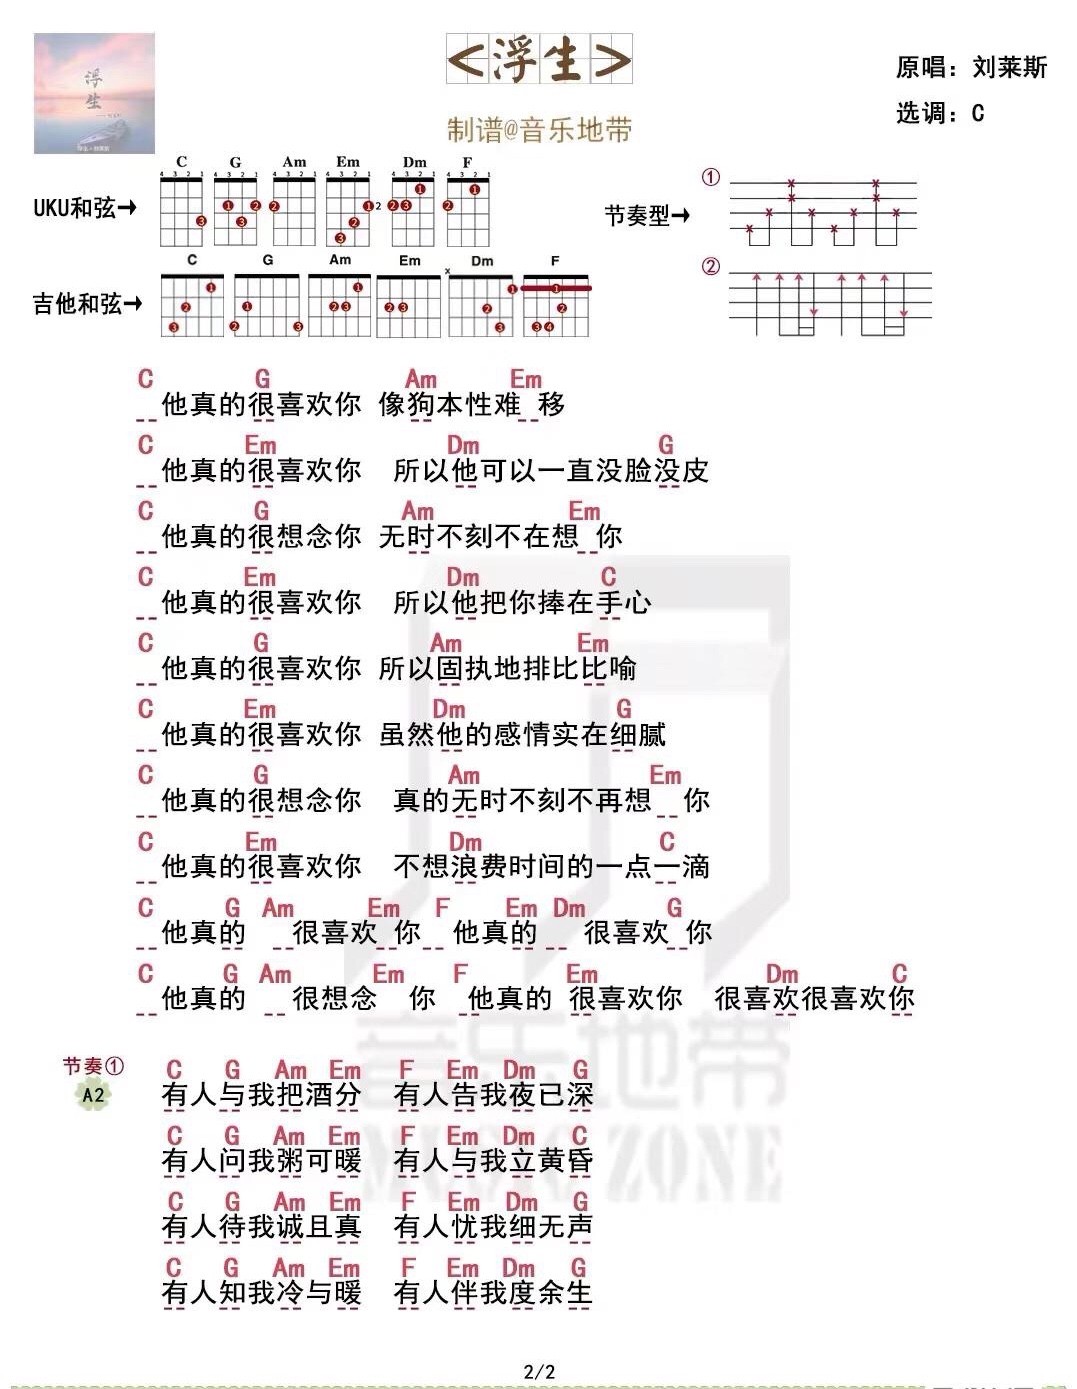 浮生
<浮生>
原唱：刘莱斯
制谱@音乐地带
选调：C
C G Am Em Dm F
UKU和弦→
节奏型→
①
②
吉他和弦→
C G Am Em Dm F
C G Am Em
他真的很喜欢你 像狗本性难 移
C Em Dm G
他真的很喜欢你 所以他可以一直没脸没皮
C G Am Em
他真的很想念你 无时不刻不在想 你
C Em Dm C
他真的很喜欢你 所以他把你捧在手心
C G Am Em
他真的很喜欢你 所以固执地排比比喻
C Em Dm G
他真的很喜欢你 虽然他的感情实在细腻
C G Am Em
他真的很想念你 真的无时不刻不再想 你
C Em Dm C
他真的很喜欢你 不想浪费时间的一点一滴
C G Am Em F Em Dm G
他真的 很喜欢 你 他真的 很喜欢 你
C G Am Em F Em Dm C
他真的 很想念 你 他真的 很喜欢你 很喜欢很喜欢你
节奏①
A2
C G Am Em F Em Dm G
有人与我把酒分 有人告我夜已深
C G Am Em F Em Dm C
有人问我粥可暖 有人与我立黄昏
C G Am Em F Em Dm G
有人待我诚且真 有人忧我细无声
C G Am Em F Em Dm G
有人知我冷与暖 有人伴我度余生
音乐地带
MUSIC ZONE
2/2